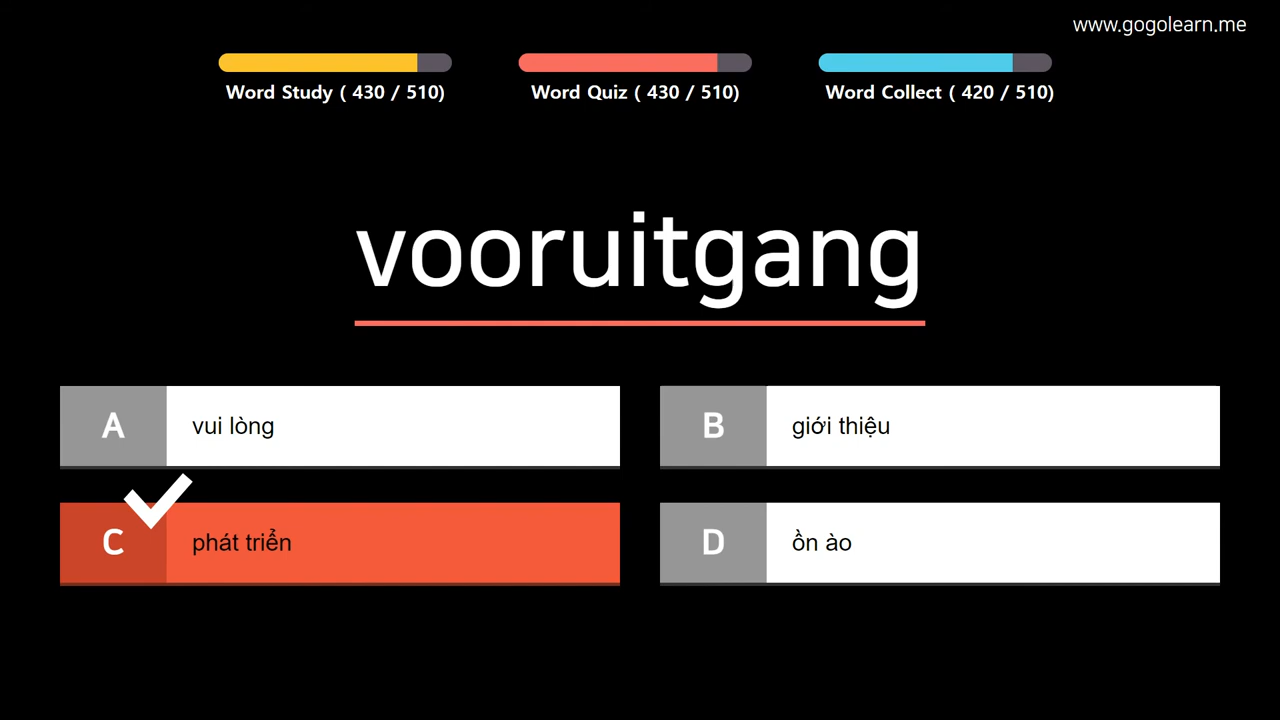 www.gogolearn.me
Word Study ( 430 / 510)
Word Quiz ( 430 / 510)
Word Collect ( 420 / 510)
vooruitgang
A vui lòng
B giới thiệu
C phát triển
D ồn ào